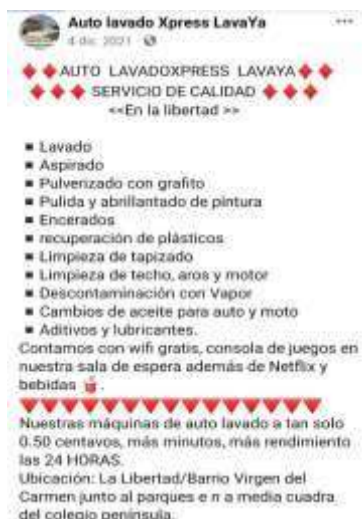 Auto lavado Xpress LavaYa
4 dic. 2021
AUTO LAVADOXPRESS LAVAYA
SERVICIO DE CALIDAD
<<En la libertad >>
■ Lavado
■ Aspirado
■ Pulverizado con grafito
■ Pulida y abrillantado de pintura
■ Encerados
■ recuperación de plásticos
■ Limpieza de tapizado
■ Limpieza de techo, aros y motor
■ Descontaminación con Vapor
■ Cambios de aceite para auto y moto
■ Aditivos y lubricantes.
Contamos con wifi gratis, consola de juegos en
nuestra sala de espera además de Netflix y
bebidas .
Nuestras máquinas de auto lavado a tan solo
0.50 centavos, más minutos, más rendimiento
las 24 HORAS.
Ubicación: La Libertad/Barrio Virgen del
Carmen junto al parques e n a media cuadra
del colegio península.